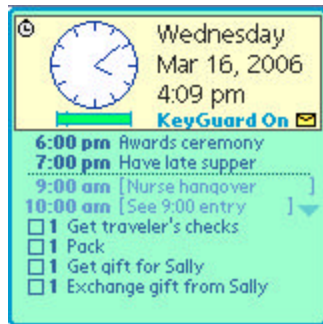 Wednesday
Mar 16, 2006
4:09 pm
KeyGuard On
6:00 pm Awards ceremony
7:00 pm Have late supper
9:00 am [Nurse hangover ]
10:00 am [See 9:00 entry ]
1 Get traveler's checks
1 Pack
1 Get gift for Sally
1 Exchange gift from Sally